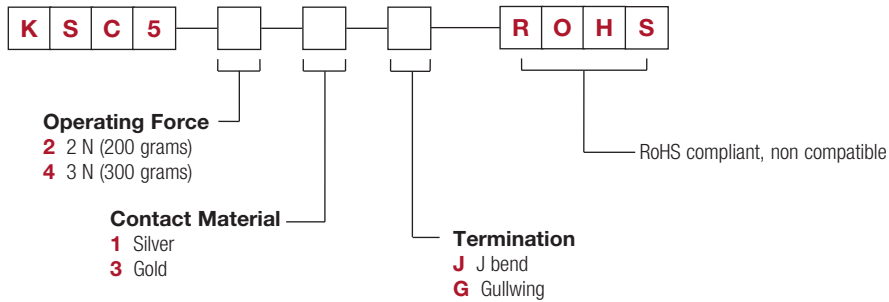 K S C 5 R O H S
Operating Force
2 2 N (200 grams)
4 3 N (300 grams)
RoHS compliant, non compatible
Contact Material
1 Silver
3 Gold
Termination
J J bend
G Gullwing